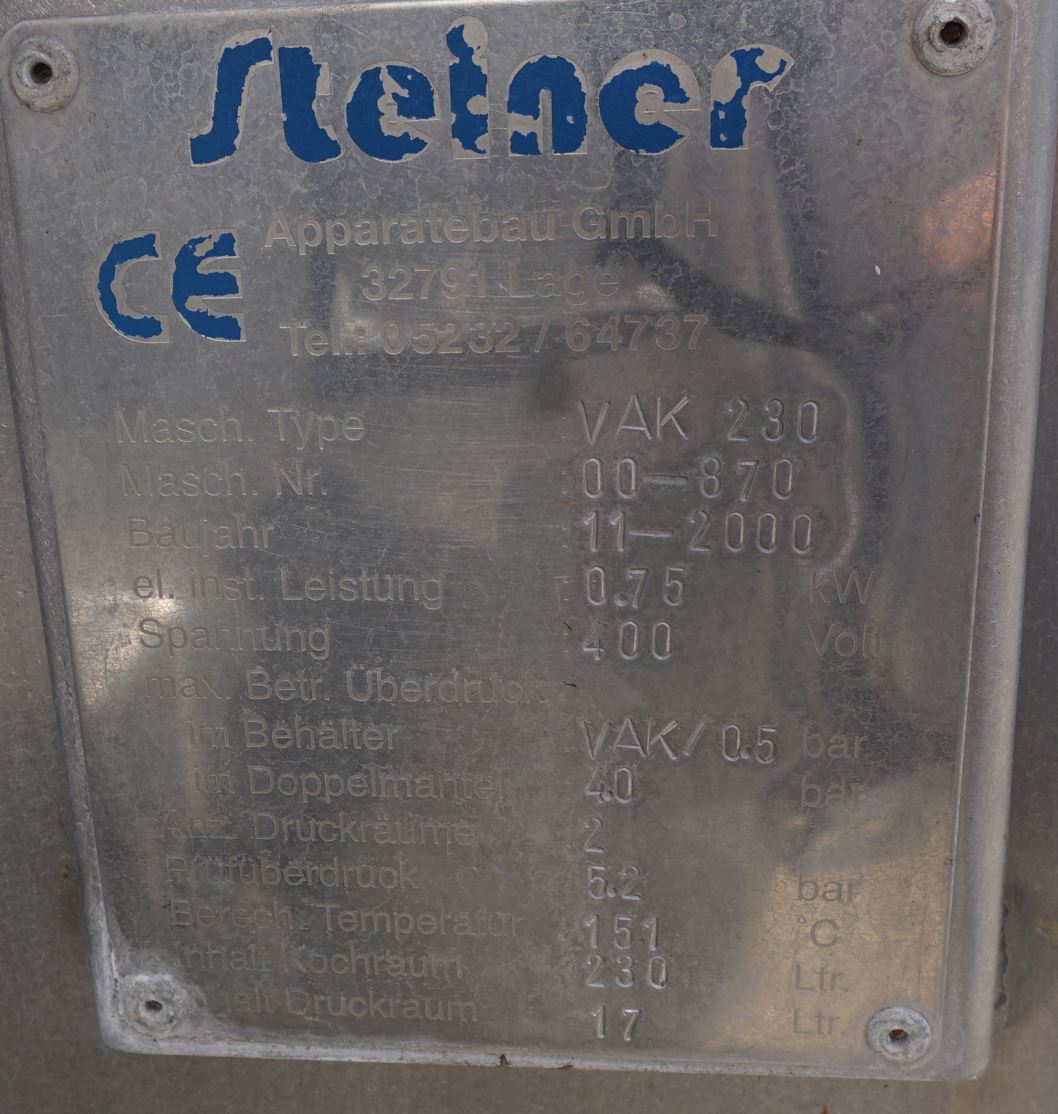 Steiner
CE
Apparatebau GmbH
32791 Lage
Tel.: 05232 / 64737
Masch. Type : VAK 230
Masch. Nr. : 00-870
Baujahr : 11-2000
el. inst. Leistung : 0.75 kW
Spannung : 400 Volt
max. Betr. Überdruck
im Behälter VAK/ 0.5 bar
im Doppelmantel 4.0 bar
Anz. Druckräume 2
Prüfüberdruck 5.2 bar
Berech. Temperatur 151 °C
Inhalt Kochraum 230 Ltr.
Inhalt Druckraum 17 Ltr.